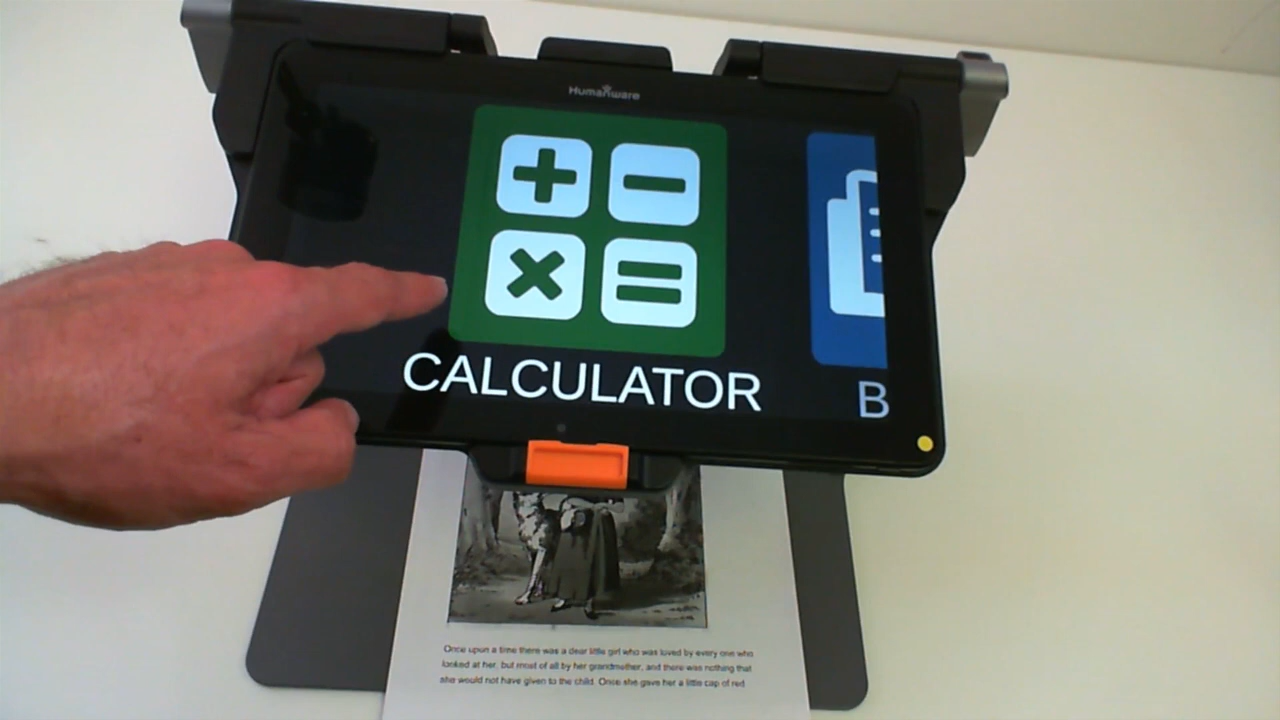 HumanWare
CALCULATOR
B
Once upon a time there was a dear little girl who was loved by every one who
looked at her, but most of all by her grandmother, and there was nothing that
she would not have given to the child. Once she gave her a little cap of red